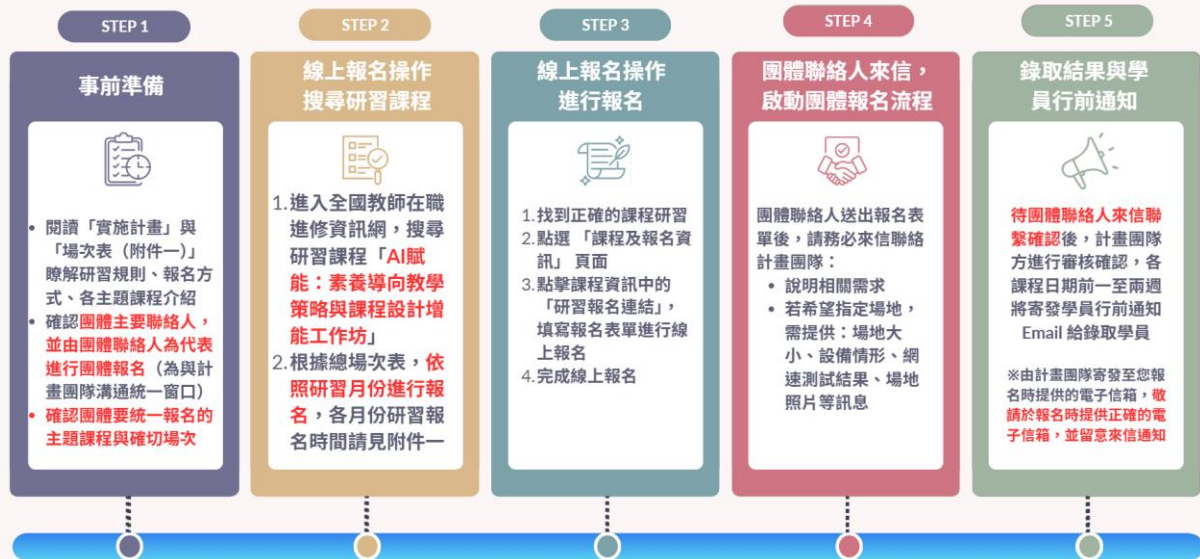 STEP 1
事前準備
• 閱讀「實施計畫」與
「場次表（附件一）」
瞭解研習規則、報名方
式、各主題課程介紹
• 確認團體主要聯絡人，
並由團體聯絡人為代表
進行團體報名（為與計
畫團隊溝通統一窗口）
• 確認團體要統一報名的
主題課程與確切場次
STEP 2
線上報名操作
搜尋研習課程
1.進入全國教師在職
進修資訊網，搜尋
研習課程「AI賦
能：素養導向教學
策略與課程設計增
能工作坊」
2.根據總場次表，依
照研習月份進行報
名，各月份研習報
名時間請見附件一
STEP 3
線上報名操作
進行報名
1.找到正確的課程研習
2.點選 「課程及報名資
訊」 頁面
3.點擊課程資訊中的
「研習報名連結」，
填寫報名表單進行線
上報名
4.完成線上報名
STEP 4
團體聯絡人來信，
啟動團體報名流程
團體聯絡人送出報名表
單後，請務必來信聯絡
計畫團隊：
• 說明相關需求
• 若希望指定場地，
需提供：場地大
小、設備情形、網
速測試結果、場地
照片等訊息
STEP 5
錄取結果與學
員行前通知
待團體聯絡人來信聯
繫確認後，計畫團隊
方進行審核確認，各
課程日期前一至兩週
將寄發學員行前通知
Email 給錄取學員
※由計畫團隊寄發至您報
名時提供的電子信箱，敬
請於報名時提供正確的電
子信箱，並留意來信通知